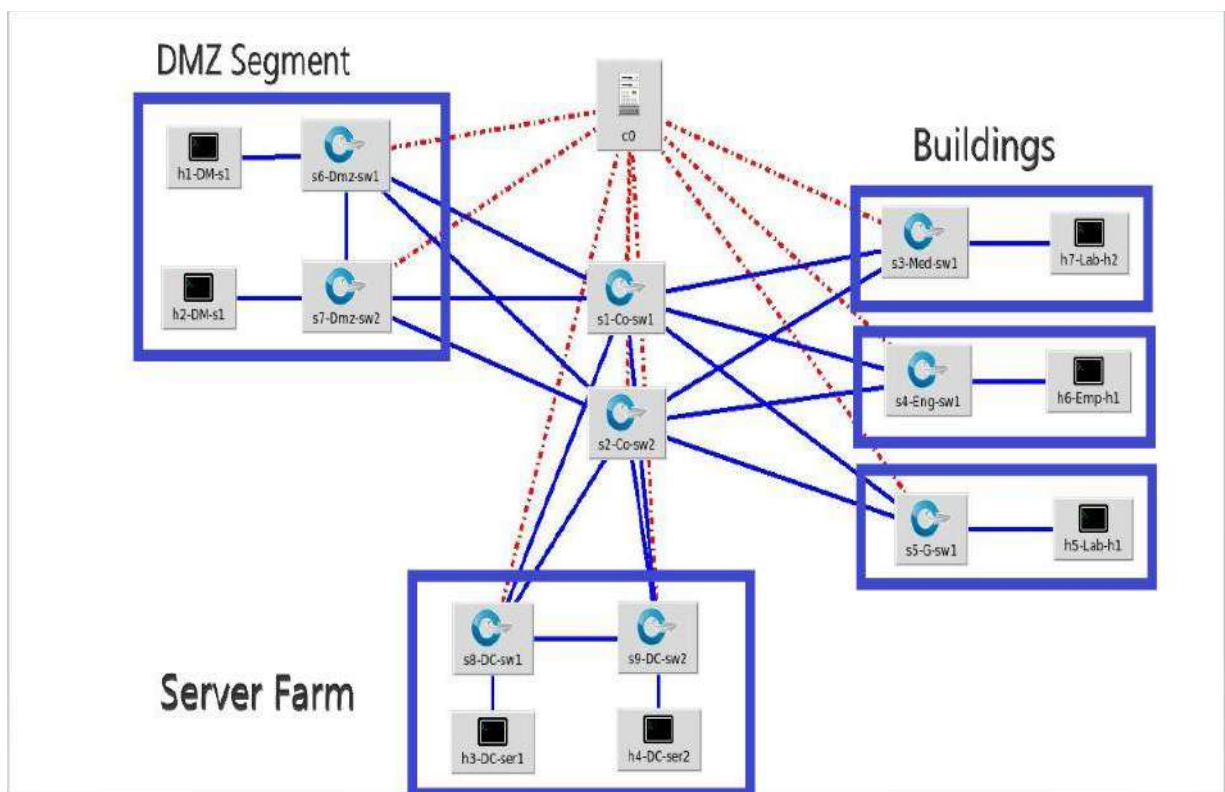 DMZ Segment
c0
Buildings
h1-DM-s1
s6-Dmz-sw1
s3-Med-sw1
h7-Lab-h2
h2-DM-s1
s7-Dmz-sw2
s1-Co-sw1
s4-Eng-sw1
h6-Emp-h1
s2-Co-sw2
s5-G-sw1
h5-Lab-h1
s8-DC-sw1
s9-DC-sw2
Server Farm
h3-DC-ser1
h4-DC-ser2